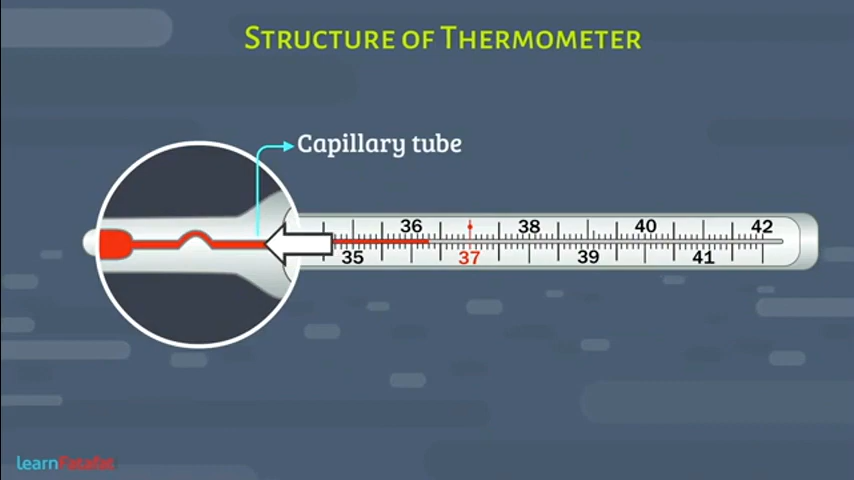 STRUCTURE OF THERMOMETER
Capillary tube
36 38 40 42
35 37 39 41
learnFatafat